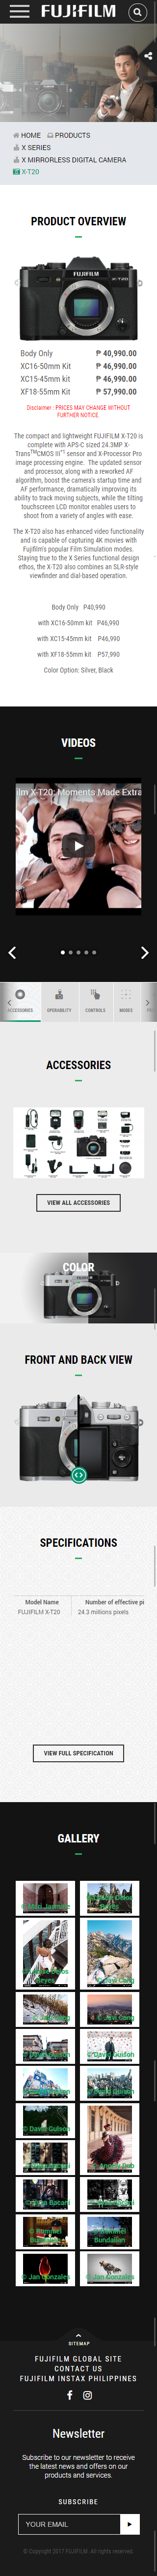 FUJIFILM
HOME PRODUCTS
X SERIES
X MIRRORLESS DIGITAL CAMERA
X-T20
PRODUCT OVERVIEW
FUJIFILM
Body Only ₱ 40,990.00
XC16-50mm Kit ₱ 46,990.00
XC15-45mm kit ₱ 46,990.00
XF18-55mm Kit ₱ 57,990.00
Disclaimer : PRICES MAY CHANGE WITHOUT
FURTHER NOTICE.
The compact and lightweight FUJIFILM X-T20 is
complete with APS-C sized 24.3MP X-
Trans™CMOS III*1 sensor and X-Processor Pro
image processing engine. The updated sensor
and processor, along with a reworked AF
algorithm, boost the camera's startup time and
AF performance, dramatically improving its
ability to track moving subjects, while the tilting
touchscreen LCD monitor enables users to
shoot from a variety of angles with ease.
The X-T20 also has enhanced video functionality
and is capable of capturing 4K movies with
Fujifilm's popular Film Simulation modes.
Staying true to the X Series functional design
ethos, the X-T20 also combines an SLR-style
viewfinder and dial-based operation.
Body Only P40,990
with XC16-50mm kit P46,990
with XC15-45mm kit P46,990
with XF18-55mm kit P57,990
Color Option: Silver, Black
VIDEOS
film X-T20: Moments Made Extra
ACCESSORIES OPERABILITY CONTROLS MODES
ACCESSORIES
VIEW ALL ACCESSORIES
COLOR
FRONT AND BACK VIEW
SPECIFICATIONS
Model Name Number of effective pi
FUJIFILM X-T20 24.3 millions pixels
VIEW FULL SPECIFICATION
GALLERY
© David Guison
© Jan Gonzales
SITEMAP
FUJIFILM GLOBAL SITE
CONTACT US
FUJIFILM INSTAX PHILIPPINES
Newsletter
Subscribe to our newsletter to receive
the latest news and offers on our
products and services.
SUBSCRIBE
YOUR EMAIL
© Copyright 2017 FUJIFILM. All rights reserved.